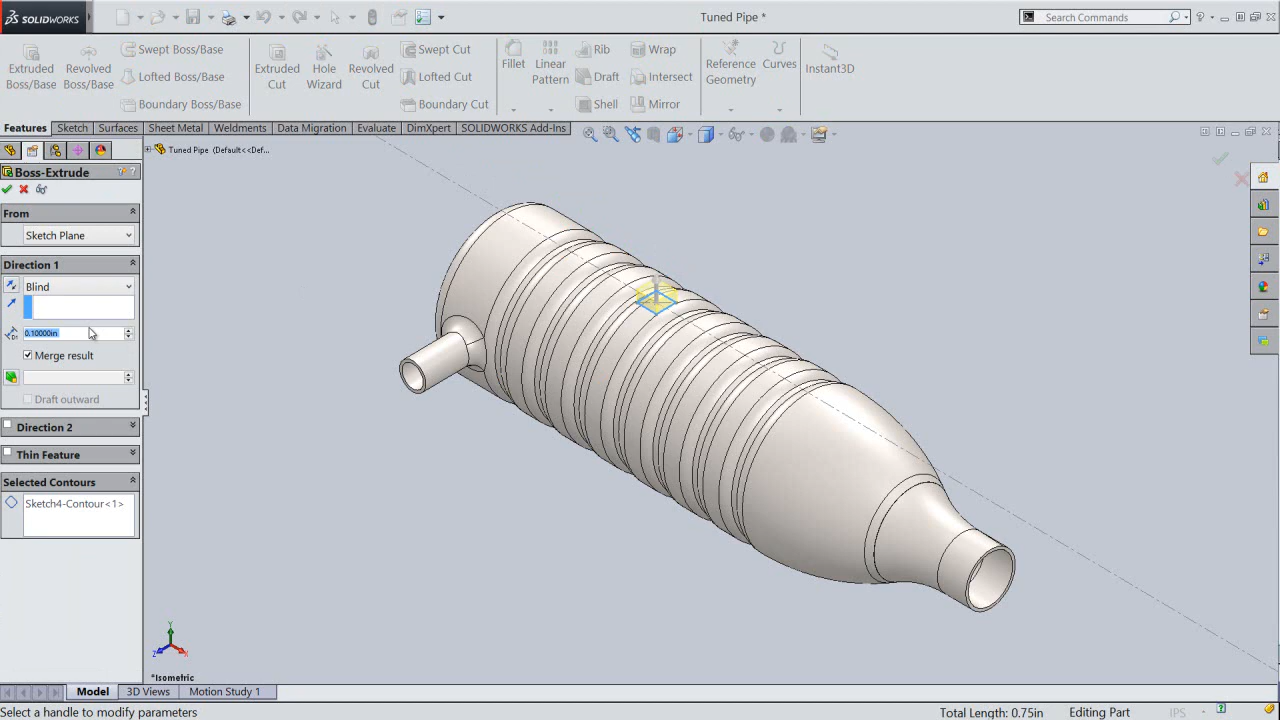 SOLIDWORKS
Tuned Pipe *
Search Commands
Extruded Boss/Base
Revolved Boss/Base
Swept Boss/Base
Lofted Boss/Base
Boundary Boss/Base
Extruded Cut
Hole Wizard
Revolved Cut
Swept Cut
Lofted Cut
Boundary Cut
Fillet
Linear Pattern
Rib
Draft
Shell
Wrap
Intersect
Mirror
Reference Geometry
Curves
Instant3D
Features Sketch Surfaces Sheet Metal Weldments Data Migration Evaluate DimXpert SOLIDWORKS Add-Ins
Tuned Pipe (Default<<Def...
Boss-Extrude
From
Sketch Plane
Direction 1
Blind
0.10000in
Merge result
Draft outward
Direction 2
Thin Feature
Selected Contours
Sketch4-Contour<1>
Y
Z
X
*Isometric
Model 3D Views Motion Study 1
Select a handle to modify parameters
Total Length: 0.75in
Editing Part
IPS